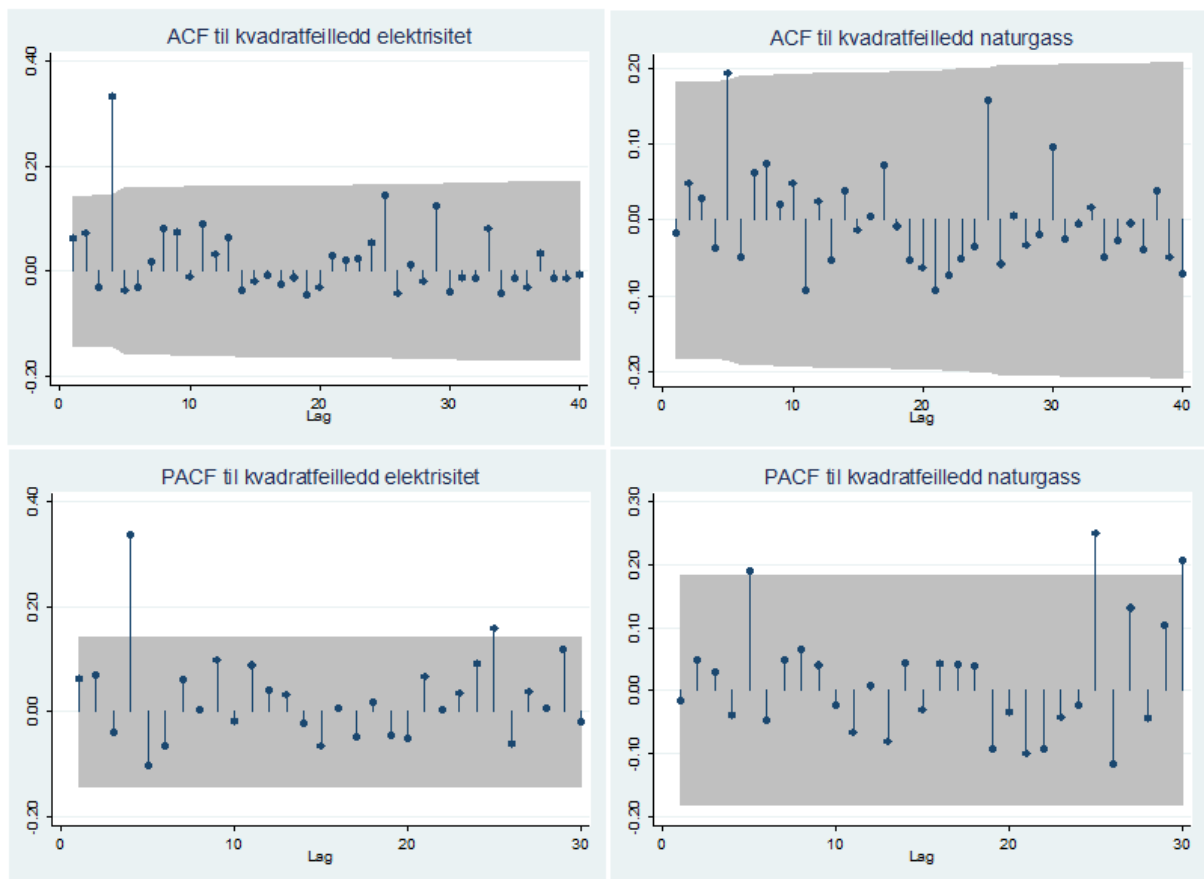 ACF til kvadratfeilledd elektrisitet
0.40
0.20
0.00
-0.20
0 10 20 30 40
Lag
ACF til kvadratfeilledd naturgass
0.20
0.10
0.00
-0.10
-0.20
0 10 20 30 40
Lag
PACF til kvadratfeilledd elektrisitet
0.40
0.20
0.00
-0.20
0 10 20 30
Lag
PACF til kvadratfeilledd naturgass
0.30
0.20
0.10
0.00
-0.10
-0.20
0 10 20 30
Lag